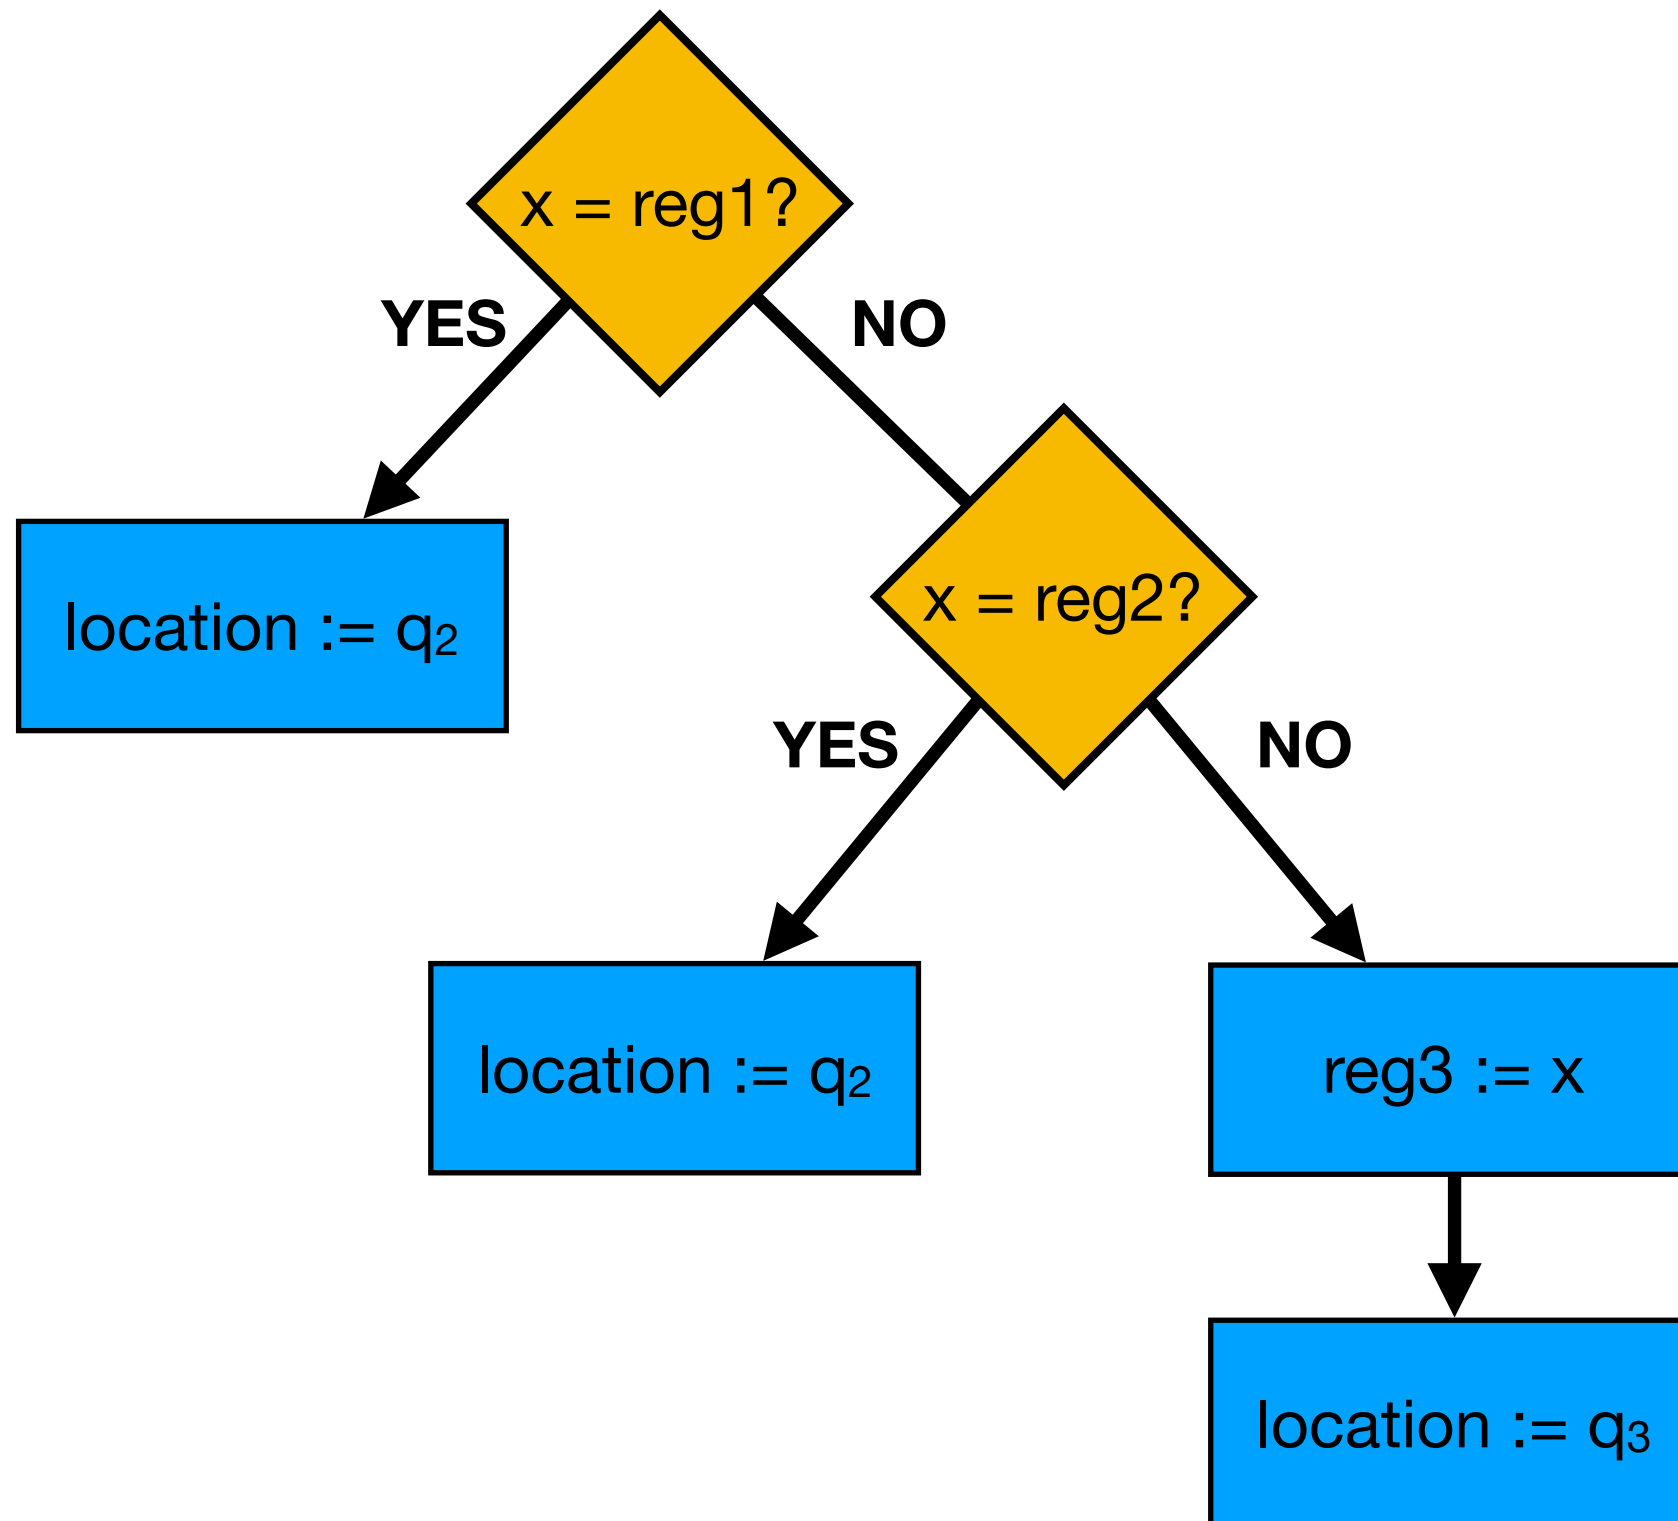 x = reg1?
YES
NO
location := q₂
x = reg2?
YES
NO
location := q₂
reg3 := x
location := q₃